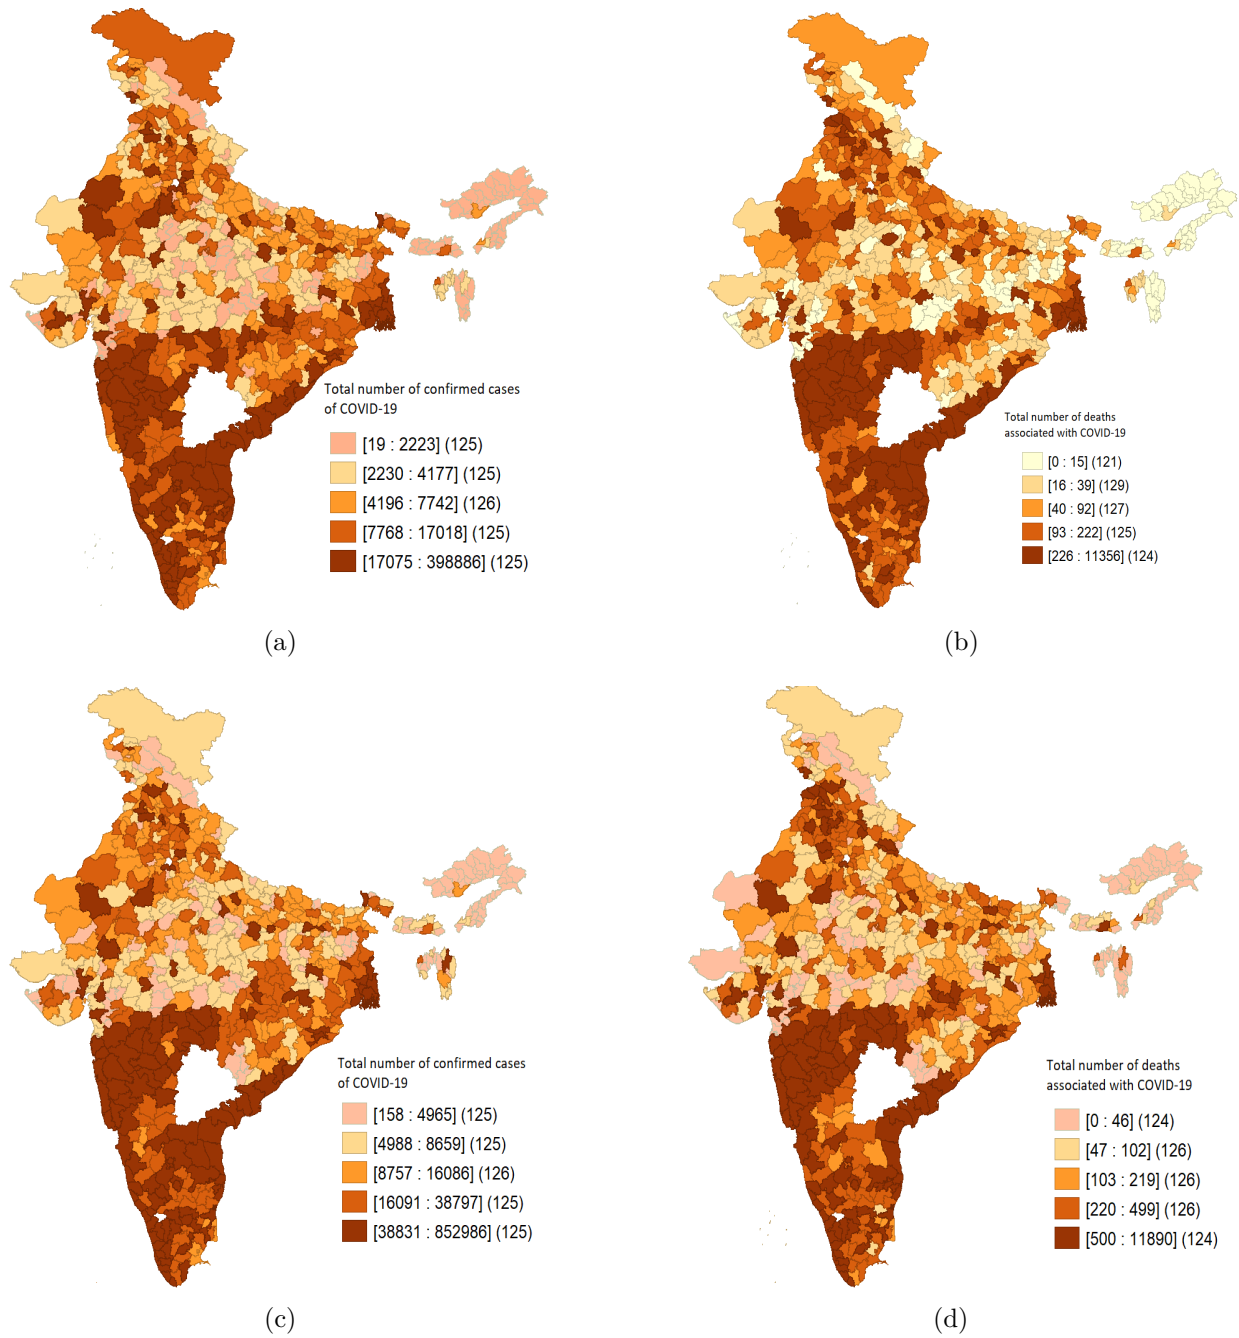 Total number of confirmed cases
of COVID-19
[19 : 2223] (125)
[2230 : 4177] (125)
[4196 : 7742] (126)
[7768 : 17018] (125)
[17075 : 398886] (125)
(a)
Total number of deaths
associated with COVID-19
[0 : 15] (121)
[16 : 39] (129)
[40 : 92] (127)
[93 : 222] (125)
[226 : 11356] (124)
(b)
Total number of confirmed cases
of COVID-19
[158 : 4965] (125)
[4988 : 8659] (125)
[8757 : 16086] (126)
[16091 : 38797] (125)
[38831 : 852986] (125)
(c)
Total number of deaths
associated with COVID-19
[0 : 46] (124)
[47 : 102] (126)
[103 : 219] (126)
[220 : 499] (126)
[500 : 11890] (124)
(d)